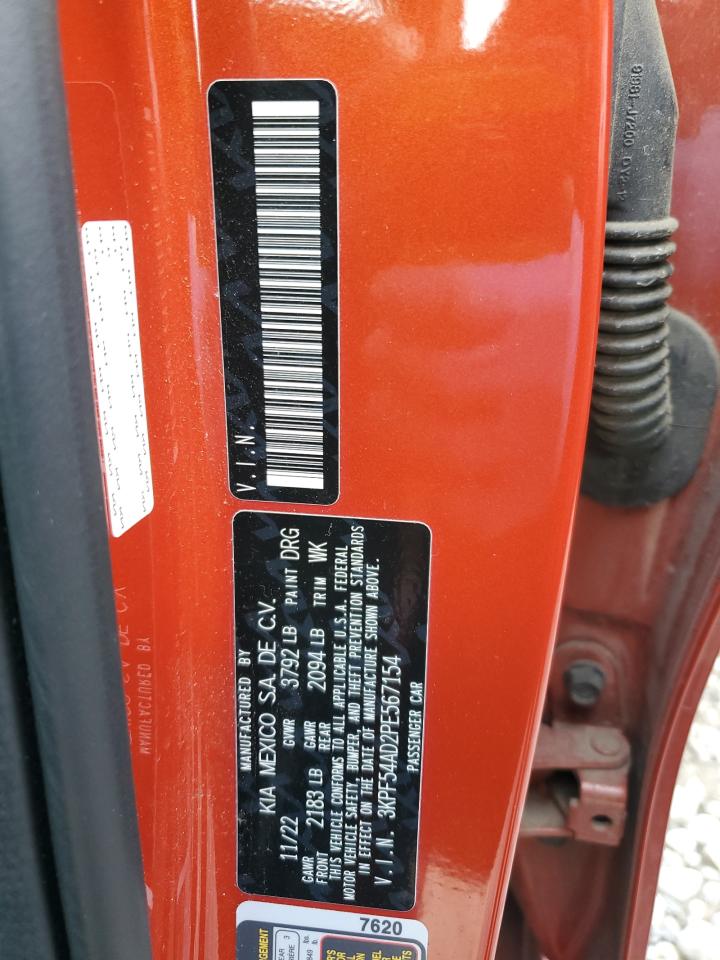 V.I.N.
MANUFACTURED BY
KIA MEXICO S.A. DE C.V.
11/22 GVWR 3792 LB PAINT DRG
GAWR FRONT 2183 LB GAWR REAR 2094 LB TRIM WK
THIS VEHICLE CONFORMS TO ALL APPLICABLE U.S.A. FEDERAL
MOTOR VEHICLE SAFETY, BUMPER, AND THEFT PREVENTION STANDARDS
IN EFFECT ON THE DATE OF MANUFACTURE SHOWN ABOVE.
V.I.N. 3KPF54AD2PE567154
PASSENGER CAR
7620